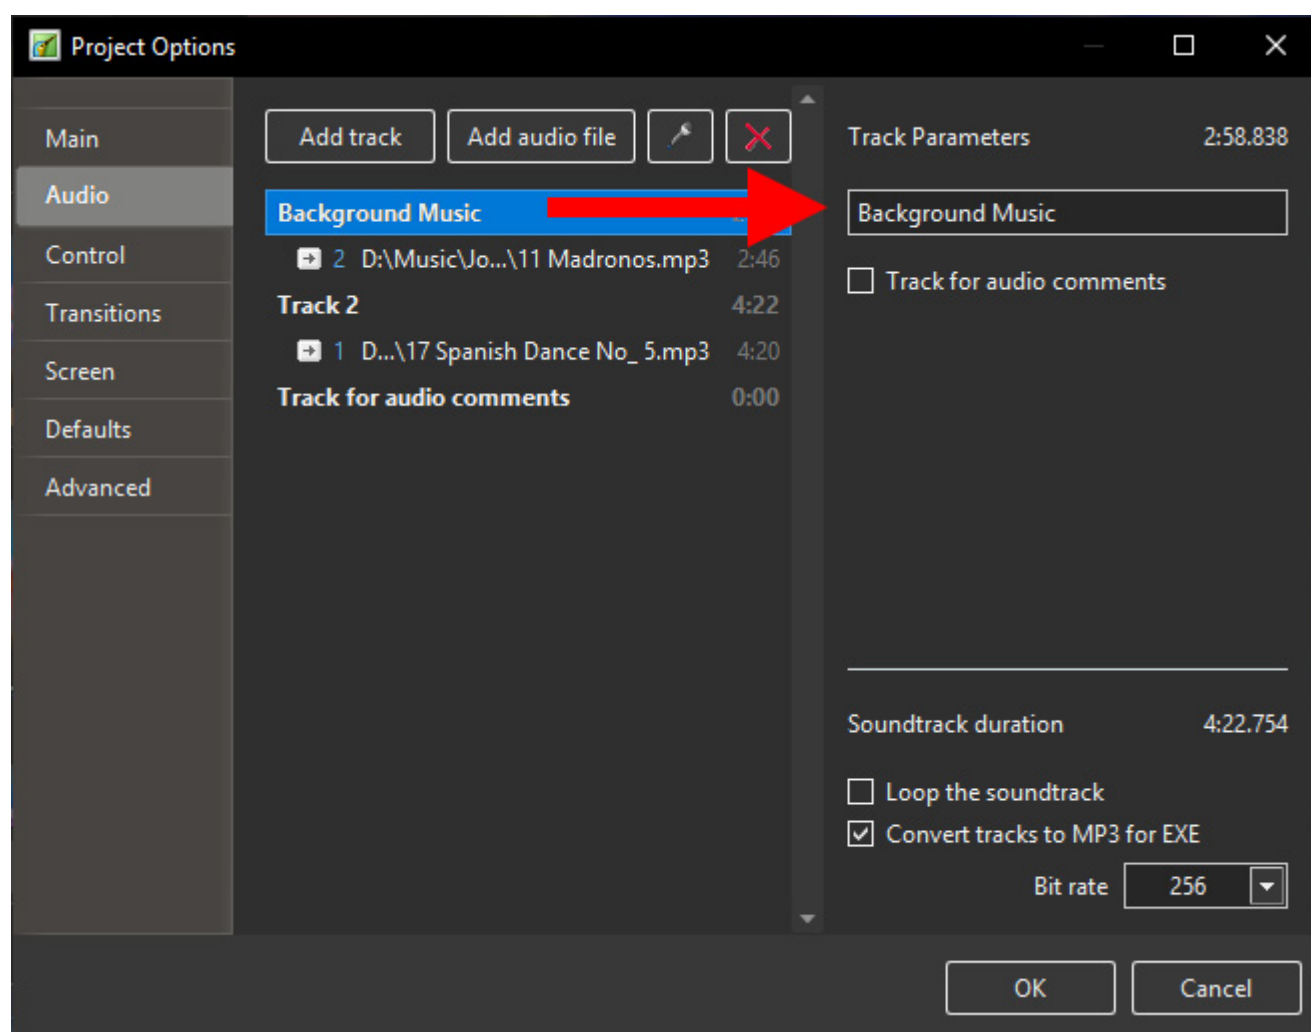 Project Options
Main
Audio
Control
Transitions
Screen
Defaults
Advanced
Add track
Add audio file
Background Music
2 D:\Music\Jo...\11 Madronos.mp3 2:46
Track 2 4:22
1 D...\17 Spanish Dance No_ 5.mp3 4:20
Track for audio comments 0:00
Track Parameters 2:58.838
Background Music
Track for audio comments
Soundtrack duration 4:22.754
Loop the soundtrack
Convert tracks to MP3 for EXE
Bit rate 256
OK
Cancel